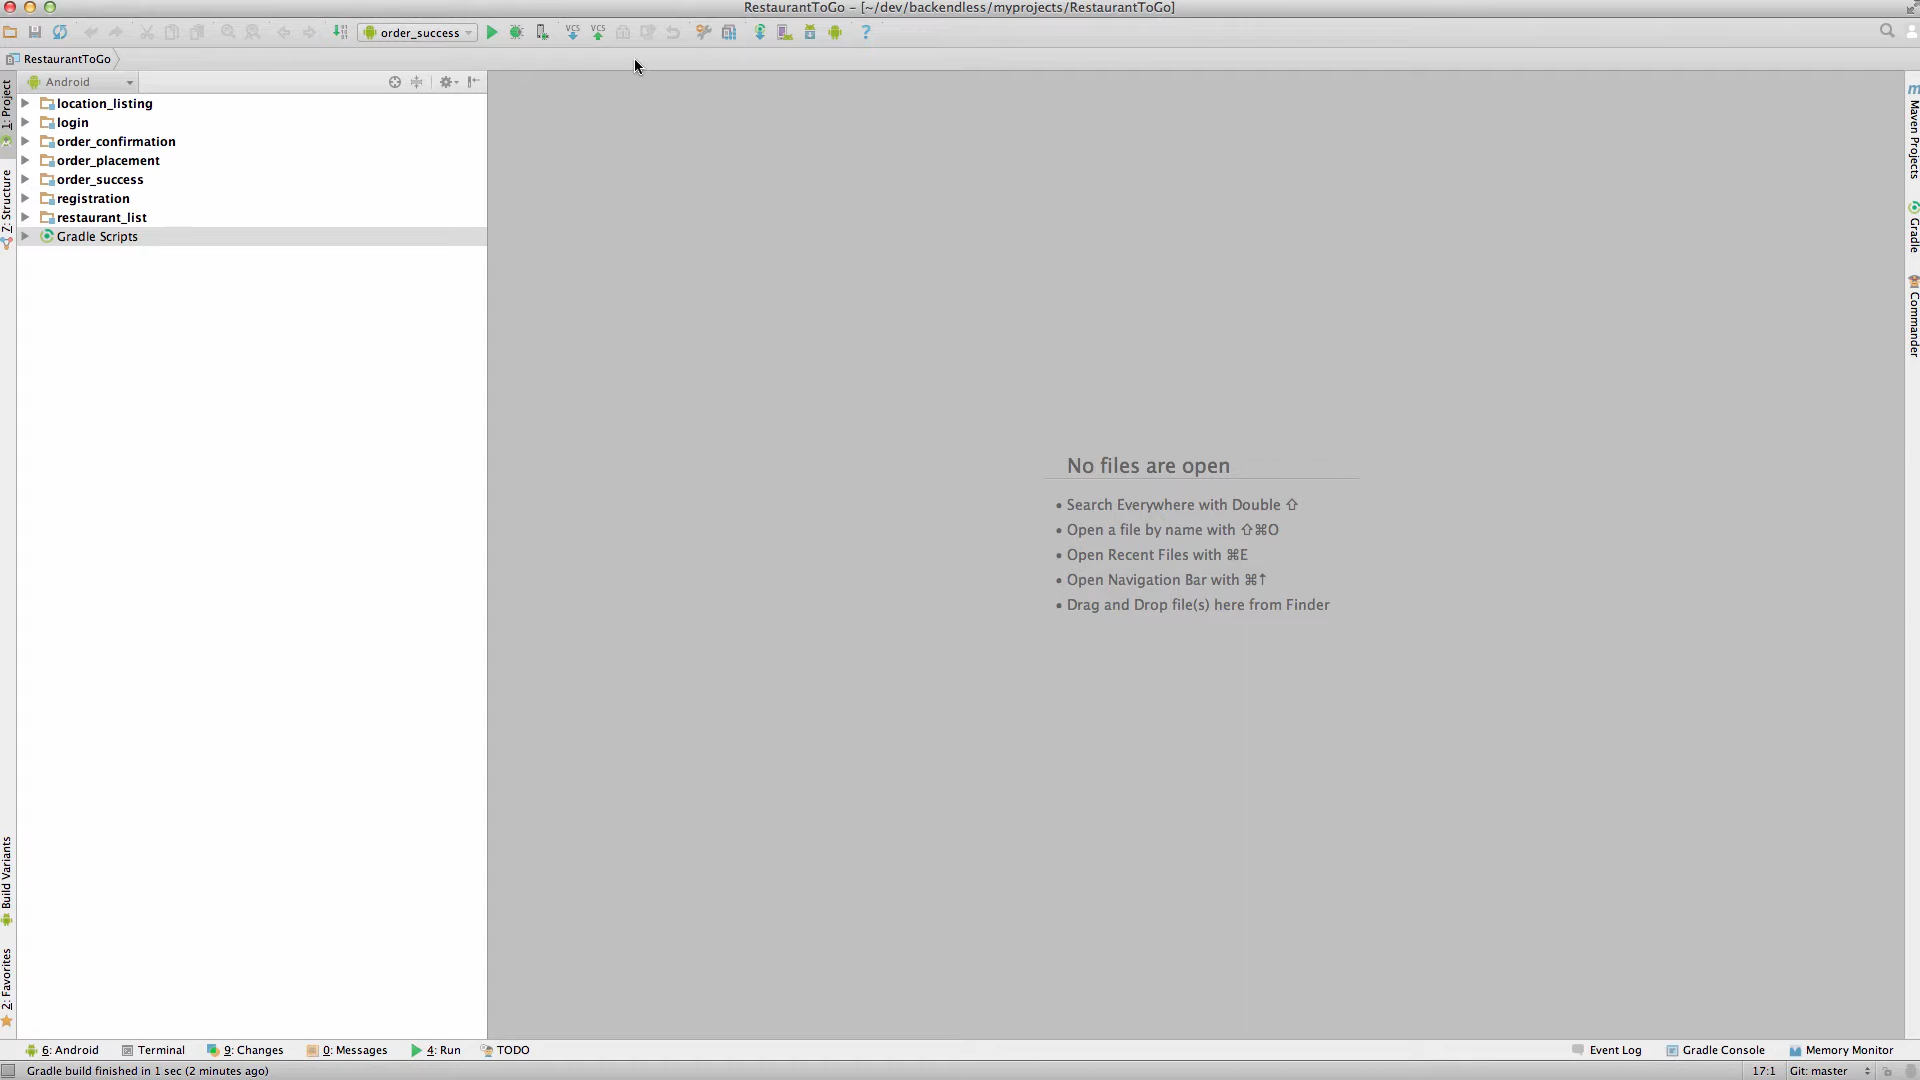 RestaurantToGo – [~/dev/backendless/myprojects/RestaurantToGo]
order_success
VCS VCS
?
RestaurantToGo
Android
location_listing
login
order_confirmation
order_placement
order_success
registration
restaurant_list
Gradle Scripts
1: Project
Z: Structure
Build Variants
2: Favorites
No files are open
• Search Everywhere with Double ⇧
• Open a file by name with ⇧⌘O
• Open Recent Files with ⌘E
• Open Navigation Bar with ⌘↑
• Drag and Drop file(s) here from Finder
m
Maven Projects
Gradle
Commander
6: Android
Terminal
9: Changes
0: Messages
4: Run
TODO
Event Log
Gradle Console
Memory Monitor
Gradle build finished in 1 sec (2 minutes ago)
17:1
Git: master